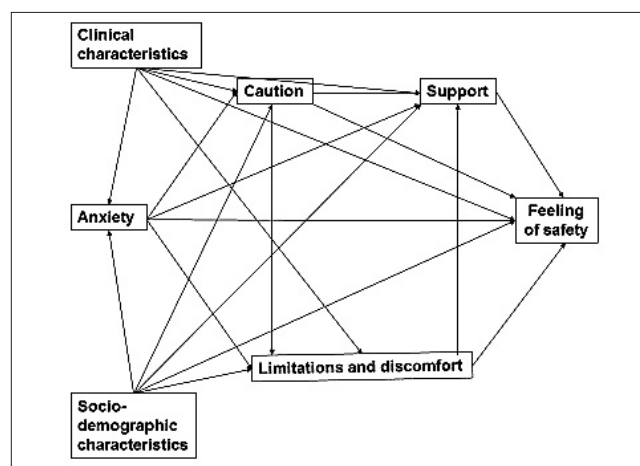 Clinical
characteristics
Caution
Support
Anxiety
Feeling
of safety
Limitations and discomfort
Socio-
demographic
characteristics